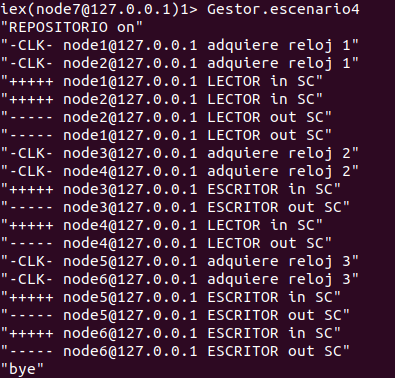 iex(node7@127.0.0.1)1> Gestor.escenario4
"REPOSITORIO on"
"-CLK- node1@127.0.0.1 adquiere reloj 1"
"-CLK- node2@127.0.0.1 adquiere reloj 1"
"+++++ node1@127.0.0.1 LECTOR in SC"
"+++++ node2@127.0.0.1 LECTOR in SC"
"----- node2@127.0.0.1 LECTOR out SC"
"----- node1@127.0.0.1 LECTOR out SC"
"-CLK- node3@127.0.0.1 adquiere reloj 2"
"-CLK- node4@127.0.0.1 adquiere reloj 2"
"+++++ node3@127.0.0.1 ESCRITOR in SC"
"----- node3@127.0.0.1 ESCRITOR out SC"
"+++++ node4@127.0.0.1 LECTOR in SC"
"----- node4@127.0.0.1 LECTOR out SC"
"-CLK- node5@127.0.0.1 adquiere reloj 3"
"-CLK- node6@127.0.0.1 adquiere reloj 3"
"+++++ node5@127.0.0.1 ESCRITOR in SC"
"----- node5@127.0.0.1 ESCRITOR out SC"
"+++++ node6@127.0.0.1 ESCRITOR in SC"
"----- node6@127.0.0.1 ESCRITOR out SC"
"bye"